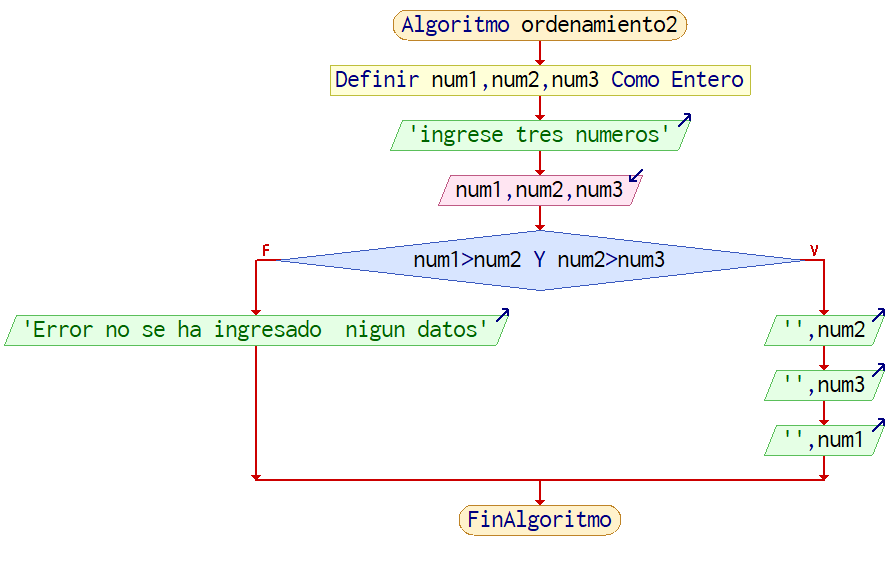 Algoritmo ordenamiento2
Definir num1,num2,num3 Como Entero
'ingrese tres numeros'
num1,num2,num3
num1>num2 Y num2>num3
F
V
'Error no se ha ingresado  nigun datos'
'',num2
'',num3
'',num1
FinAlgoritmo